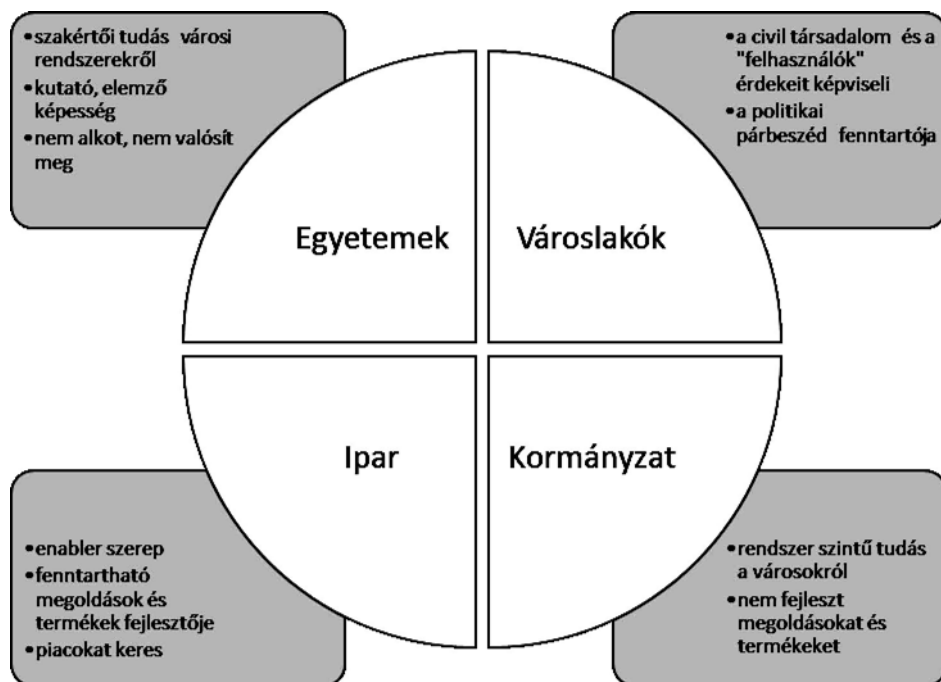 •szakértői tudás városi
rendszerekről
•kutató, elemző
képesség
•nem alkot, nem valósít
meg
•a civil társadalom és a
"felhasználók"
érdekeit képviseli
•a politikai
párbeszéd fenntartója
Egyetemek
Városlakók
Ipar
Kormányzat
•enabler szerep
•fenntartható
megoldások és
termékek fejlesztője
•piacokat keres
•rendszer szintű tudás
a városokról
•nem fejleszt
megoldásokat és
termékeket